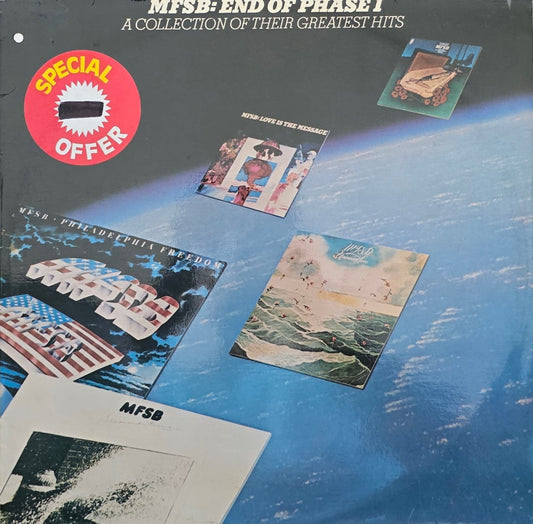 MFSB: END OF PHASE I
A COLLECTION OF THEIR GREATEST HITS
SPECIAL
OFFER
MFSB
MFSB: LOVE IS THE MESSAGE
MFSB · PHILADELPHIA FREEDOM
MFSB
MFSB